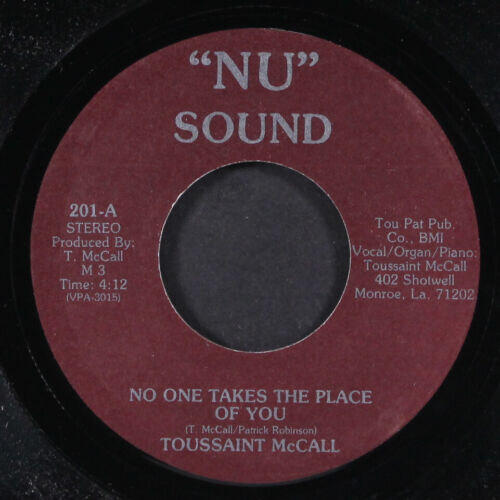 “NU”
SOUND
201-A
STEREO
Produced By:
T. McCall
M 3
Time: 4:12
(VPA-3015)
Tou Pat Pub.
Co., BMI
Vocal/Organ/Piano:
Toussaint McCall
402 Shotwell
Monroe, La. 71202
NO ONE TAKES THE PLACE
OF YOU
(T. McCall/Patrick Robinson)
TOUSSAINT McCALL